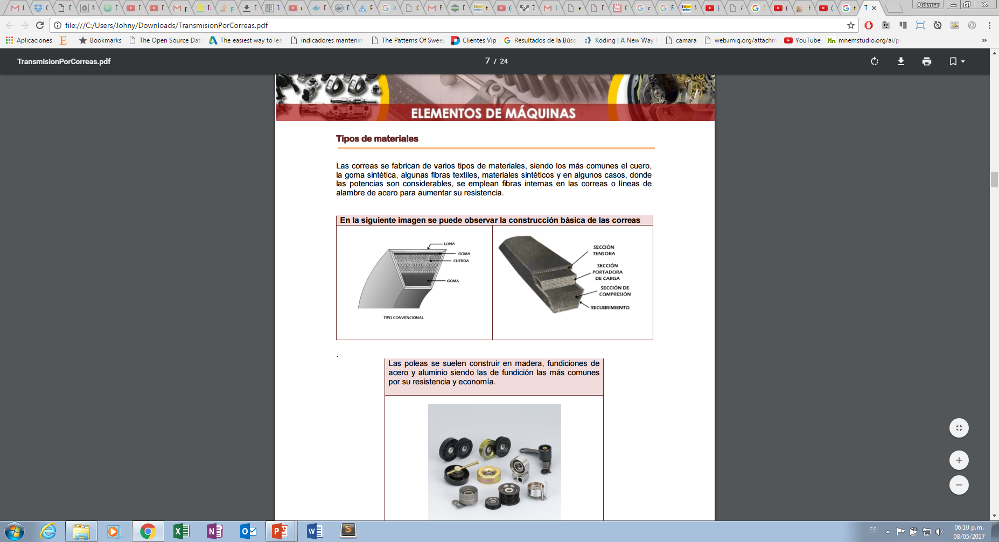 Aldemar
file:///C:/Users/Johny/Downloads/TransmisionPorCorreas.pdf
Aplicaciones
Bookmarks
The Open Source Dat
The easiest way to lea
indicadores mantenim
The Patterns Of Sweep
Clientes Vip
Resultados de la Búsq
Koding | A New Way
camara
web.imiq.org/attachm
YouTube
mnemstudio.org/ai/p
»
TransmisionPorCorreas.pdf
7 / 24
ELEMENTOS DE MÁQUINAS
Tipos de materiales
Las correas se fabrican de varios tipos de materiales, siendo los más comunes el cuero,
la goma sintética, algunas fibras textiles, materiales sintéticos y en algunos casos, donde
las potencias son considerables, se emplean fibras internas en las correas o líneas de
alambre de acero para aumentar su resistencia.
En la siguiente imagen se puede observar la construcción básica de las correas
LONA
GOMA
CUERDA
GOMA
TIPO CONVENCIONAL
SECCIÓN
TENSORA
SECCIÓN
PORTADORA
DE CARGA
SECCIÓN DE
COMPRESIÓN
RECUBRIMIENTO
.
Las poleas se suelen construir en madera, fundiciones de
acero y aluminio siendo las de fundición las más comunes
por su resistencia y economía.
ES
06:10 p.m.
08/05/2017